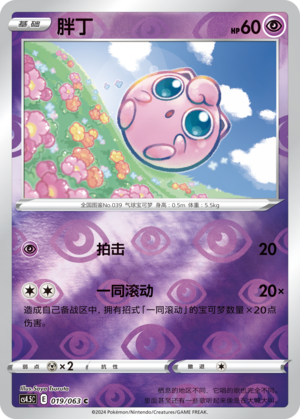 基础 胖丁 HP60
全国图鉴No.039 气球宝可梦 身高：0.5m 体重：5.5kg
拍击 20
一同滚动 20×
造成自己备战区中，拥有招式「一同滚动」的宝可梦数量×20点
伤害。
×2
Illus. Saya Tsuruta
CS4.5C E 019/063 C
©2024 Pokémon/Nintendo/Creatures/GAME FREAK.